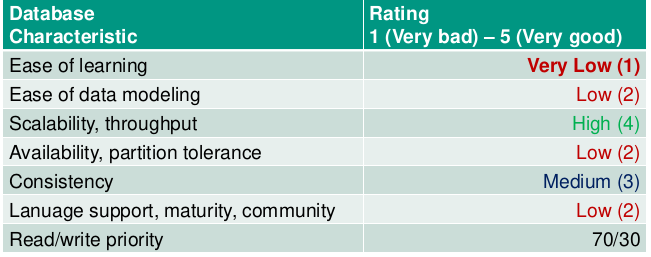 Database Characteristic Rating 1 (Very bad) – 5 (Very good)
Ease of learning Very Low (1)
Ease of data modeling Low (2)
Scalability, throughput High (4)
Availability, partition tolerance Low (2)
Consistency Medium (3)
Lanuage support, maturity, community Low (2)
Read/write priority 70/30